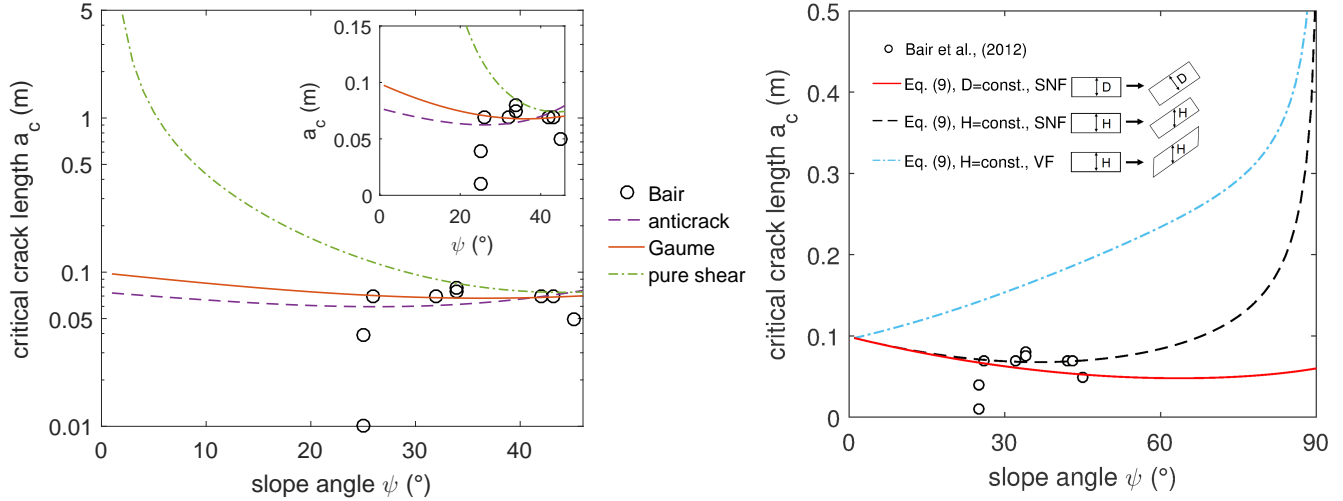 5
1
0.5
0.1
0.05
0.01
0
10
20
30
40
critical crack length a_c (m)
slope angle ψ (°)
0.15
0.1
0.05
0
0
20
40
a_c (m)
ψ (°)
Bair
anticrack
Gaume
pure shear
0.5
0.4
0.3
0.2
0.1
0
0
30
60
90
critical crack length a_c (m)
slope angle ψ (°)
Bair et al., (2012)
Eq. (9), D=const., SNF D D
Eq. (9), H=const., SNF H H
Eq. (9), H=const., VF H H